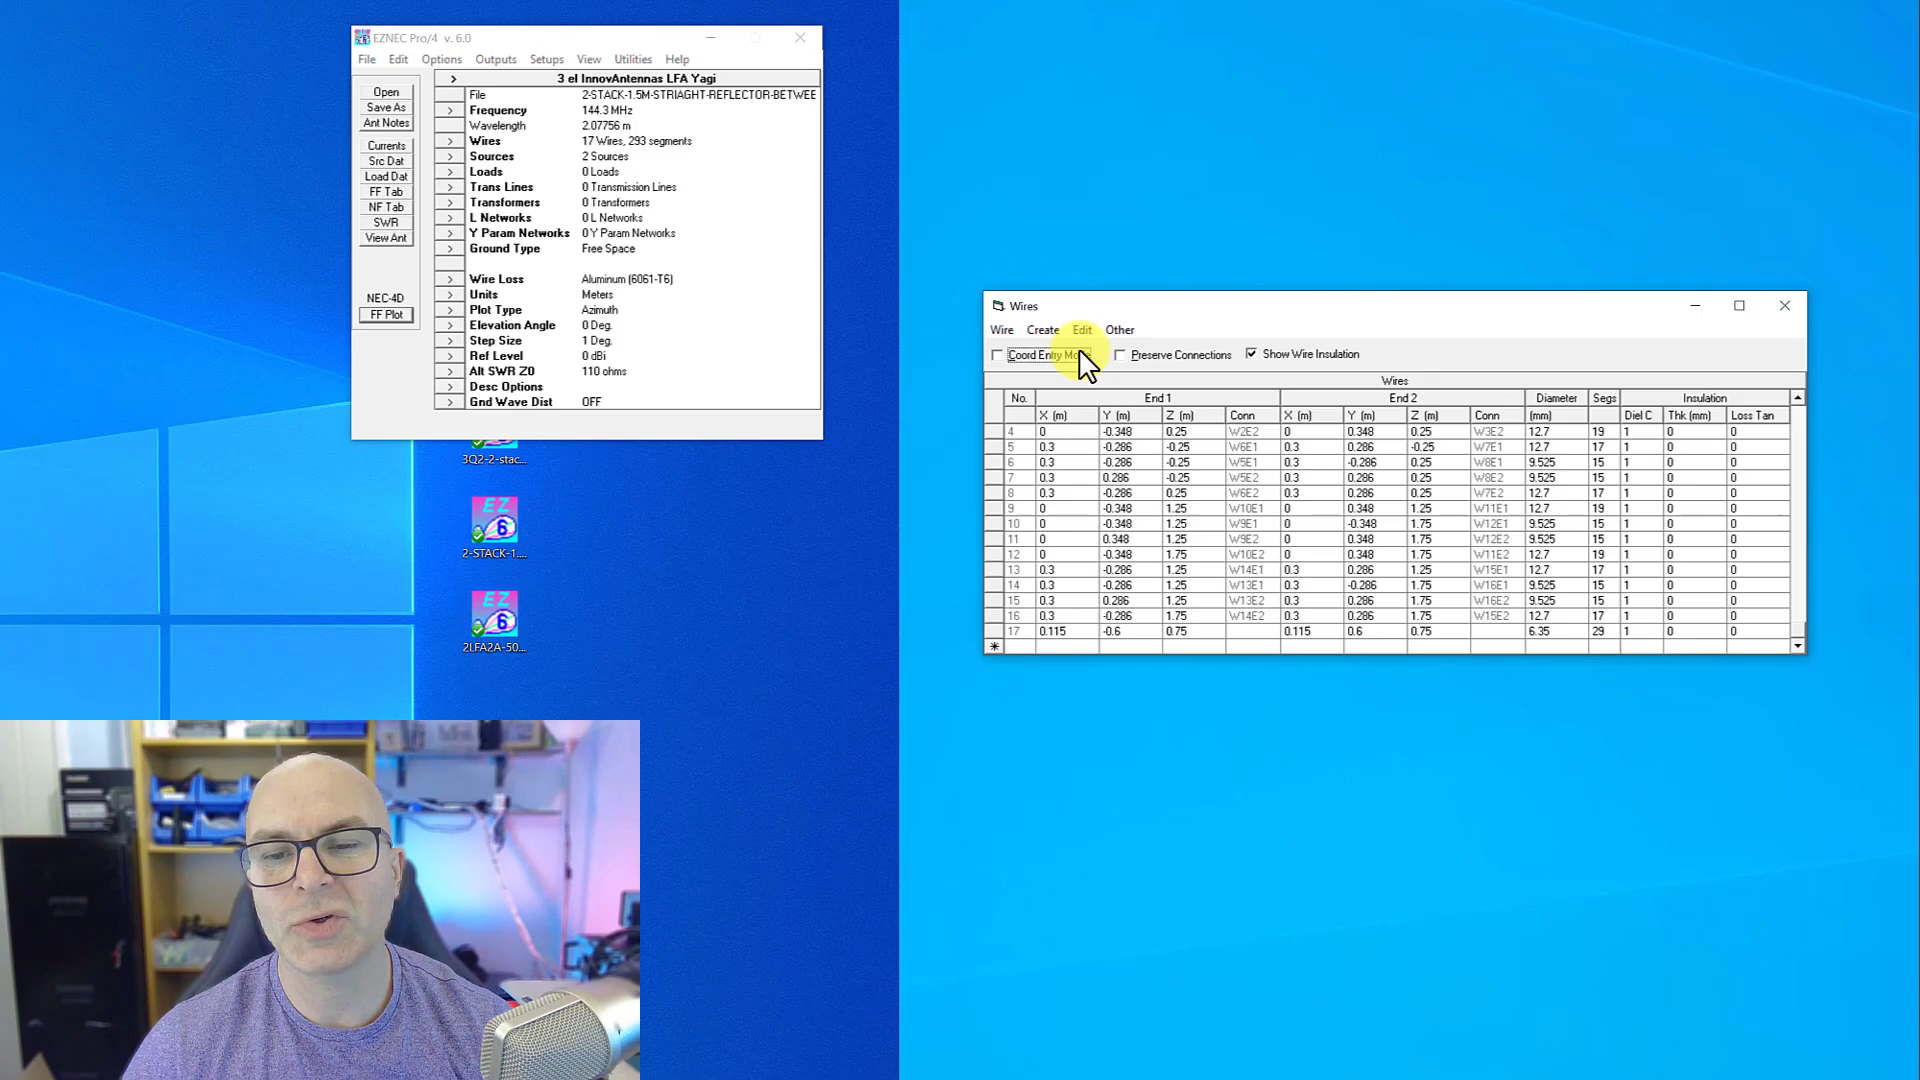 EZNEC Pro/4 v. 6.0
File Edit Options Outputs Setups View Utilities Help
> 3 el InnovAntennas LFA Yagi
Open
Save As
Ant Notes
Currents
Src Dat
Load Dat
FF Tab
NF Tab
SWR
View Ant
NEC-4D
FF Plot
File 2-STACK-1.5M-STRIAGHT-REFLECTOR-BETWEE
> Frequency 144.3 MHz
Wavelength 2.07756 m
> Wires 17 Wires, 293 segments
> Sources 2 Sources
> Loads 0 Loads
> Trans Lines 0 Transmission Lines
> Transformers 0 Transformers
> L Networks 0 L Networks
> Y Param Networks 0 Y Param Networks
> Ground Type Free Space
> Wire Loss Aluminum (6061-T6)
> Units Meters
> Plot Type Azimuth
> Elevation Angle 0 Deg.
> Step Size 1 Deg.
> Ref Level 0 dBi
> Alt SWR Z0 110 ohms
> Desc Options
> Gnd Wave Dist OFF
3Q2-2-stac...
EZ
6
2-STACK-1....
EZ
6
2LFA2A-50...
Wires
Wire Create Edit Other
Coord Entry Preserve Connections Show Wire Insulation
Wires
No. End 1 End 2 Diameter Segs Insulation
X (m) Y (m) Z (m) Conn X (m) Y (m) Z (m) Conn (mm) Diel C Thk (mm) Loss Tan
4 0 -0.348 0.25 W2E2 0 0.348 0.25 W3E2 12.7 19 1 0 0
5 0.3 -0.286 -0.25 W6E1 0.3 0.286 -0.25 W7E1 12.7 17 1 0 0
6 0.3 -0.286 -0.25 W5E1 0.3 -0.286 0.25 W8E1 9.525 15 1 0 0
7 0.3 0.286 -0.25 W5E2 0.3 0.286 0.25 W8E2 9.525 15 1 0 0
8 0.3 -0.286 0.25 W6E2 0.3 0.286 0.25 W7E2 12.7 17 1 0 0
9 0 -0.348 1.25 W10E1 0 0.348 1.25 W11E1 12.7 19 1 0 0
10 0 -0.348 1.25 W9E1 0 -0.348 1.75 W12E1 9.525 15 1 0 0
11 0 0.348 1.25 W9E2 0 0.348 1.75 W12E2 9.525 15 1 0 0
12 0 -0.348 1.75 W10E2 0 0.348 1.75 W11E2 12.7 19 1 0 0
13 0.3 -0.286 1.25 W14E1 0.3 0.286 1.25 W15E1 12.7 17 1 0 0
14 0.3 -0.286 1.25 W13E1 0.3 -0.286 1.75 W16E1 9.525 15 1 0 0
15 0.3 0.286 1.25 W13E2 0.3 0.286 1.75 W16E2 9.525 15 1 0 0
16 0.3 -0.286 1.75 W14E2 0.3 0.286 1.75 W15E2 12.7 17 1 0 0
17 0.115 -0.6 0.75 0.115 0.6 0.75 6.35 29 1 0 0
*